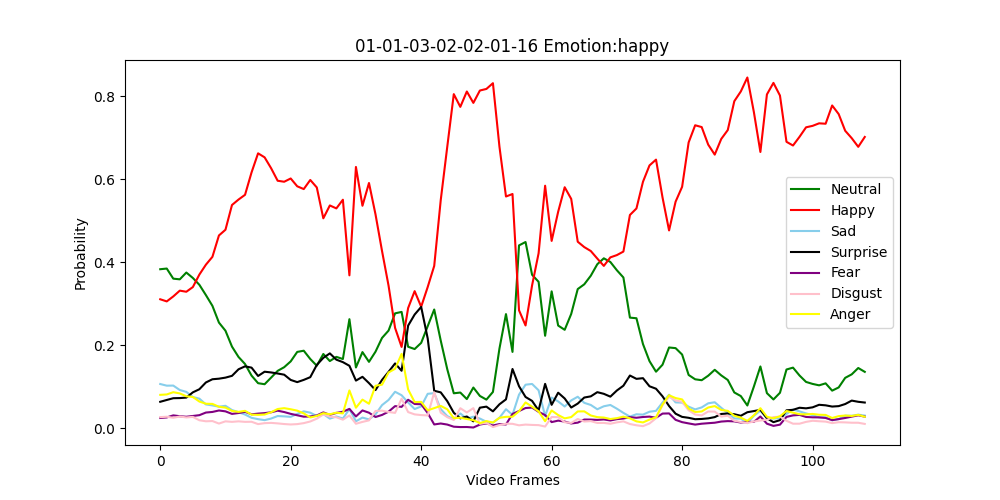 01-01-03-02-02-01-16 Emotion:happy
Probability
0.8
0.6
0.4
0.2
0.0
0 20 40 60 80 100
Video Frames
Neutral
Happy
Sad
Surprise
Fear
Disgust
Anger